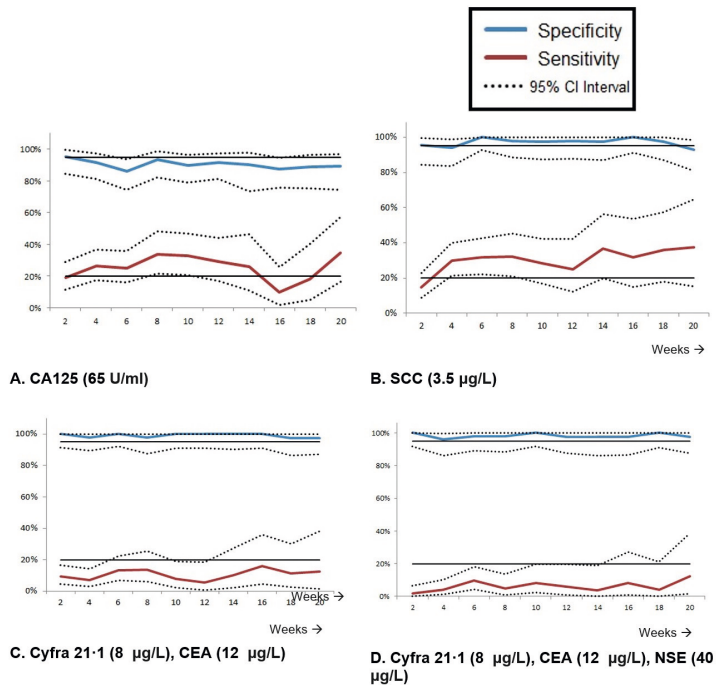 Specificity
Sensitivity
95% CI Interval
100%
80%
60%
40%
20%
0%
2 4 6 8 10 12 14 16 18 20
A. CA125 (65 U/ml)
100%
80%
60%
40%
20%
0%
2 4 6 8 10 12 14 16 18 20
Weeks →
B. SCC (3.5 µg/L)
100%
80%
60%
40%
20%
0%
2 4 6 8 10 12 14 16 18 20
Weeks →
Weeks →
C. Cyfra 21·1 (8 µg/L), CEA (12 µg/L)
100%
80%
60%
40%
20%
0%
2 4 6 8 10 12 14 16 18 20
Weeks →
D. Cyfra 21·1 (8 µg/L), CEA (12 µg/L), NSE (40
µg/L)